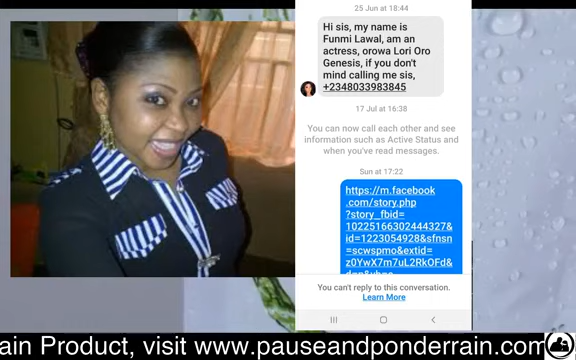 25 Jun at 18:44
Hi sis, my name is
Funmi Lawal, am an
actress, orowa Lori Oro
Genesis, if you don't
mind calling me sis,
+2348033983845
17 Jul at 16:38
You can now call each other and see
information such as Active Status and
when you've read messages.
Sun at 17:22
https://m.facebook
.com/story.php
?story_fbid=
10225166302444327&
id=1223054928&sfnsn
=scwspmo&extid=
z0YwX7m7uL2RkOFd&
You can't reply to this conversation.
Learn More
ain Product, visit www.pauseandponderrain.com